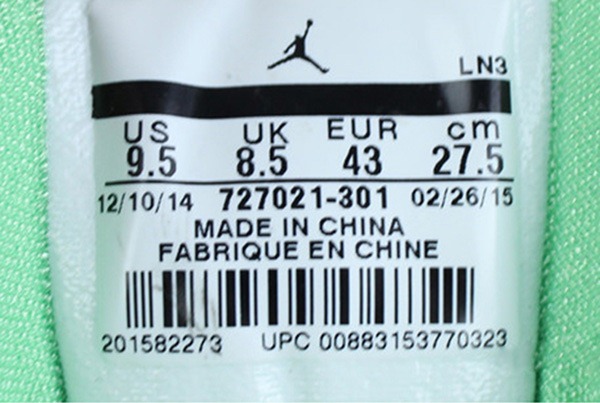 LN3
US UK EUR cm
9.5 8.5 43 27.5
12/10/14 727021-301 02/26/15
MADE IN CHINA
FABRIQUE EN CHINE
201582273 UPC 00883153770323